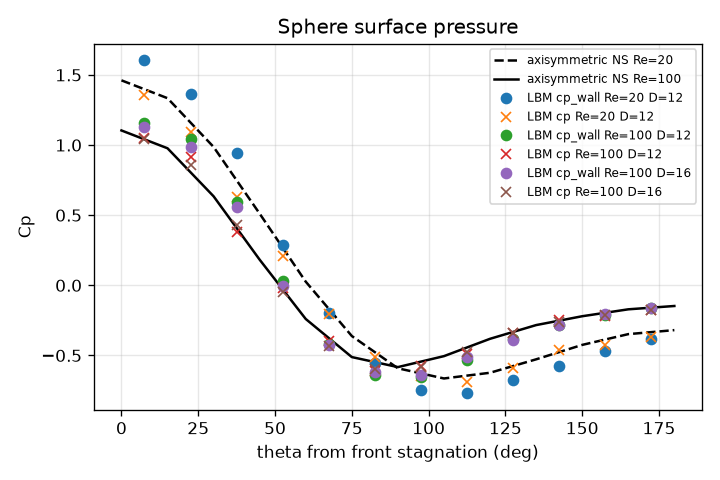 Sphere surface pressure
axisymmetric NS Re=20
axisymmetric NS Re=100
LBM cp_wall Re=20 D=12
LBM cp Re=20 D=12
LBM cp_wall Re=100 D=12
LBM cp Re=100 D=12
LBM cp_wall Re=100 D=16
LBM cp Re=100 D=16
Cp
1.5
1.0
0.5
0.0
−0.5
0 25 50 75 100 125 150 175
theta from front stagnation (deg)